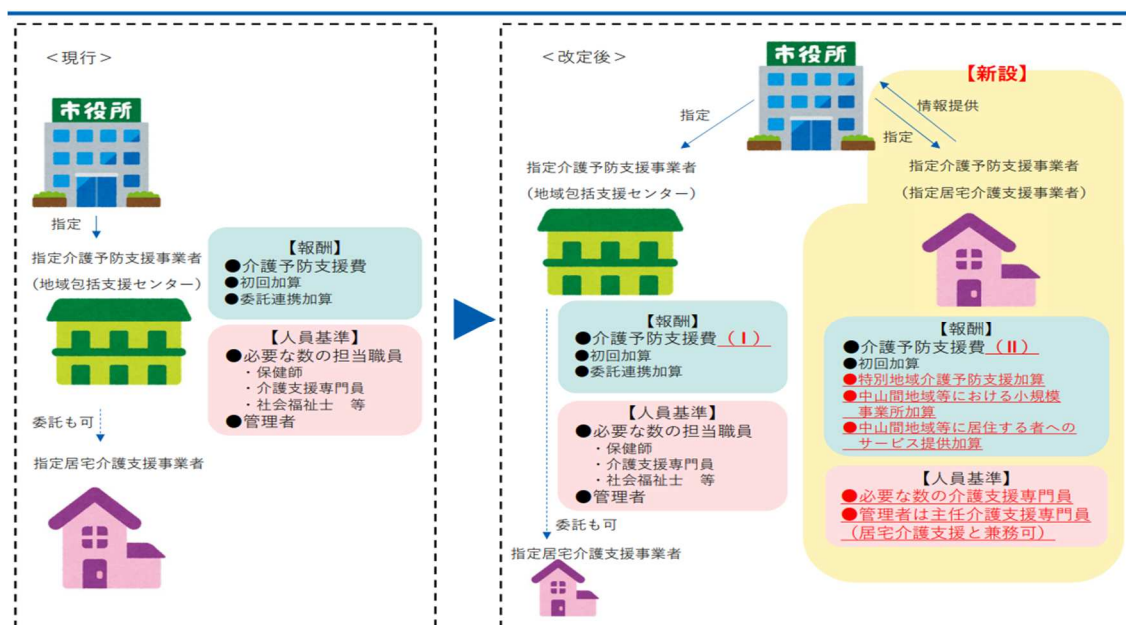 ＜現行＞
市役所
指定
指定介護予防支援事業者
（地域包括支援センター）
【報酬】
●介護予防支援費
●初回加算
●委託連携加算
【人員基準】
●必要な数の担当職員
・保健師
・介護支援専門員
・社会福祉士　等
●管理者
委託も可
指定居宅介護支援事業者
＜改定後＞
市役所
指定
指定介護予防支援事業者
（地域包括支援センター）
【報酬】
●介護予防支援費（Ⅰ）
●初回加算
●委託連携加算
【人員基準】
●必要な数の担当職員
・保健師
・介護支援専門員
・社会福祉士　等
●管理者
委託も可
指定居宅介護支援事業者
【新設】
情報提供
指定
指定介護予防支援事業者
（指定居宅介護支援事業者）
【報酬】
●介護予防支援費（Ⅱ）
●初回加算
●特別地域介護予防支援加算
●中山間地域等における小規模
事業所加算
●中山間地域等に居住する者への
サービス提供加算
【人員基準】
●必要な数の介護支援専門員
●管理者は主任介護支援専門員
（居宅介護支援と兼務可）